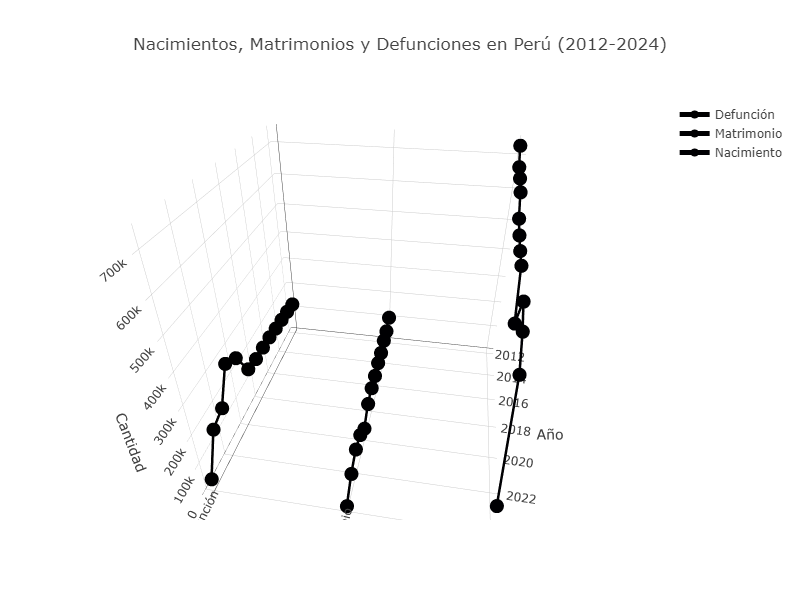 Nacimientos, Matrimonios y Defunciones en Perú (2012-2024)
Defunción
Matrimonio
Nacimiento
700k
600k
500k
400k
300k
200k
100k
0
Cantidad
2012
2014
2016
2018
2020
2022
Año
nción